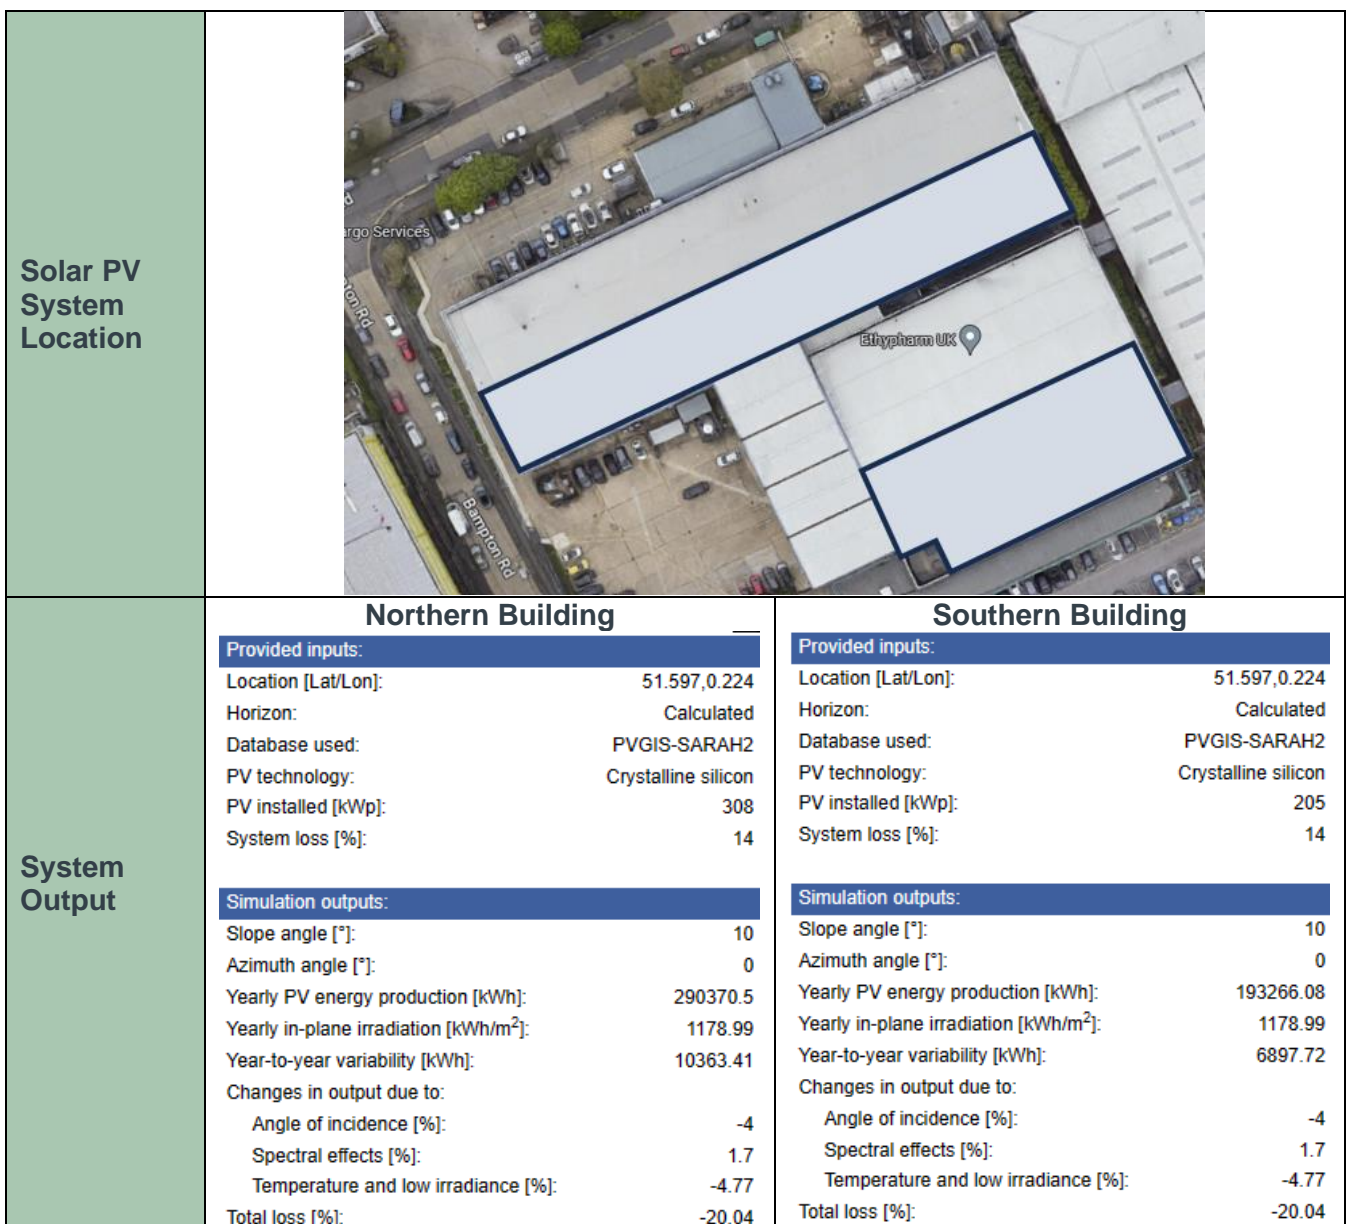 Solar PV
System
Location
argo Services
ton Rd
Ethypharm UK
Bampton Rd
System
Output
Northern Building
Provided inputs:
Location [Lat/Lon]: 51.597,0.224
Horizon: Calculated
Database used: PVGIS-SARAH2
PV technology: Crystalline silicon
PV installed [kWp]: 308
System loss [%]: 14
Simulation outputs:
Slope angle [°]: 10
Azimuth angle [°]: 0
Yearly PV energy production [kWh]: 290370.5
Yearly in-plane irradiation [kWh/m²]: 1178.99
Year-to-year variability [kWh]: 10363.41
Changes in output due to:
Angle of incidence [%]: -4
Spectral effects [%]: 1.7
Temperature and low irradiance [%]: -4.77
Total loss [%]: -20.04
Southern Building
Provided inputs:
Location [Lat/Lon]: 51.597,0.224
Horizon: Calculated
Database used: PVGIS-SARAH2
PV technology: Crystalline silicon
PV installed [kWp]: 205
System loss [%]: 14
Simulation outputs:
Slope angle [°]: 10
Azimuth angle [°]: 0
Yearly PV energy production [kWh]: 193266.08
Yearly in-plane irradiation [kWh/m²]: 1178.99
Year-to-year variability [kWh]: 6897.72
Changes in output due to:
Angle of incidence [%]: -4
Spectral effects [%]: 1.7
Temperature and low irradiance [%]: -4.77
Total loss [%]: -20.04